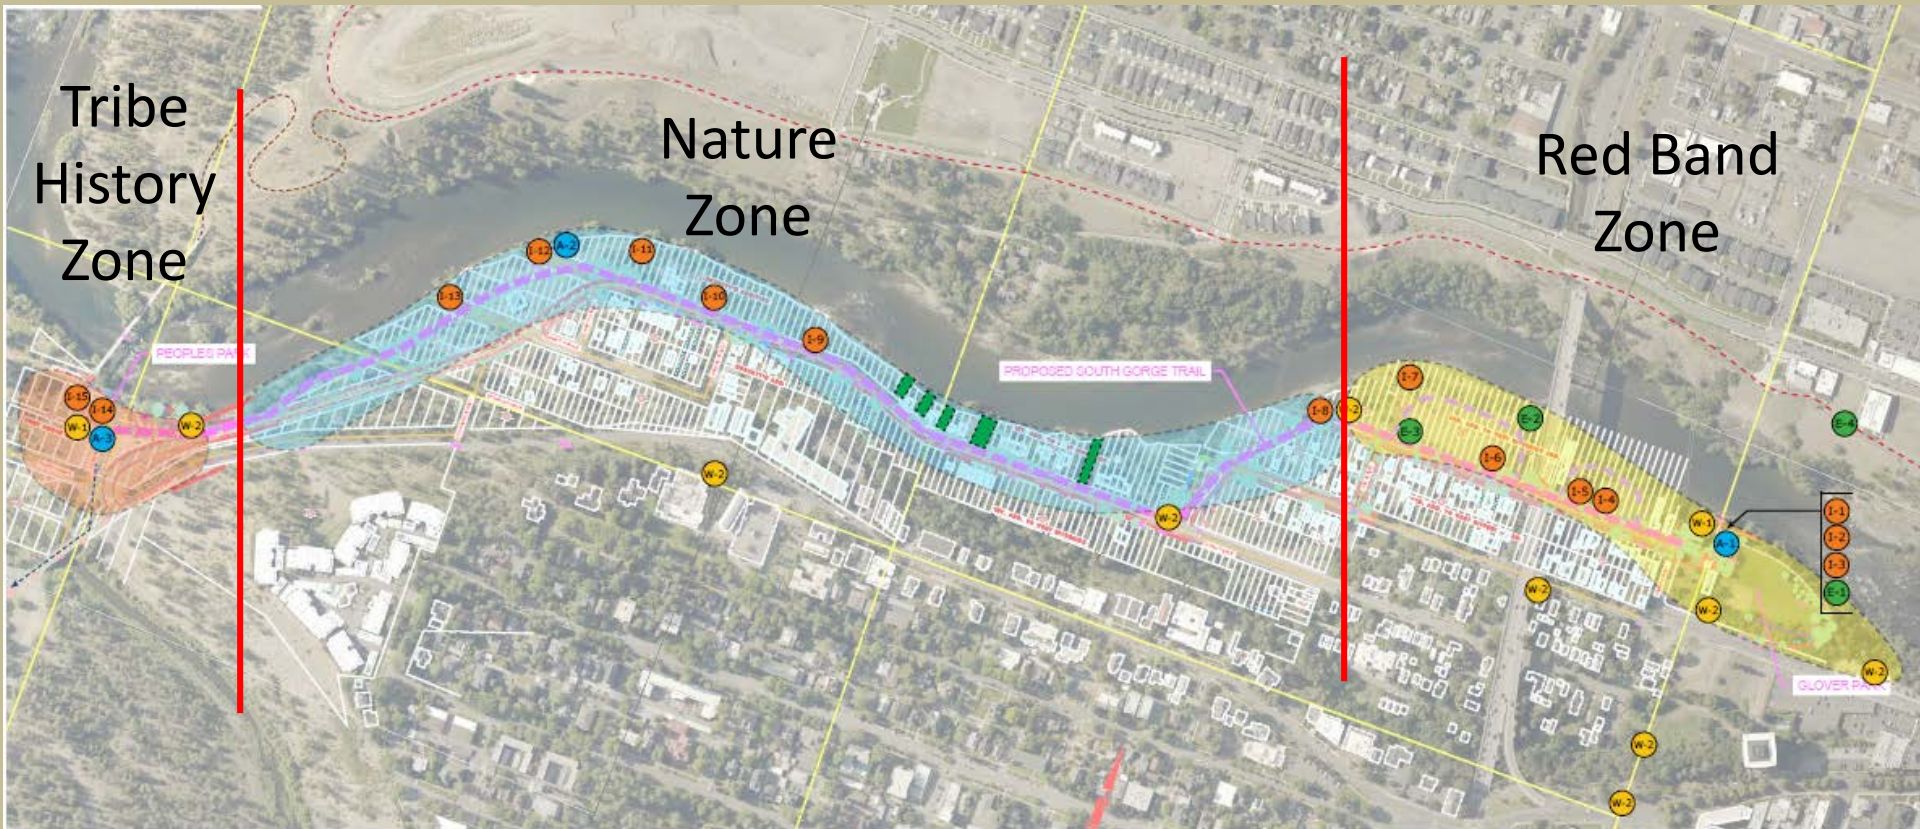 Tribe
History
Zone
Nature
Zone
Red Band
Zone
PEOPLES PARK
PROPOSED SOUTH GORGE TRAIL
GLOVER PARK
I-15
I-14
W-1
A-3
W-2
I-13
I-12
A-2
I-11
I-10
I-9
W-2
W-2
I-8
W-2
I-7
E-3
E-2
I-6
I-5
I-4
W-1
A-1
I-1
I-2
I-3
E-1
E-4
W-2
W-2
W-2
W-2
W-2